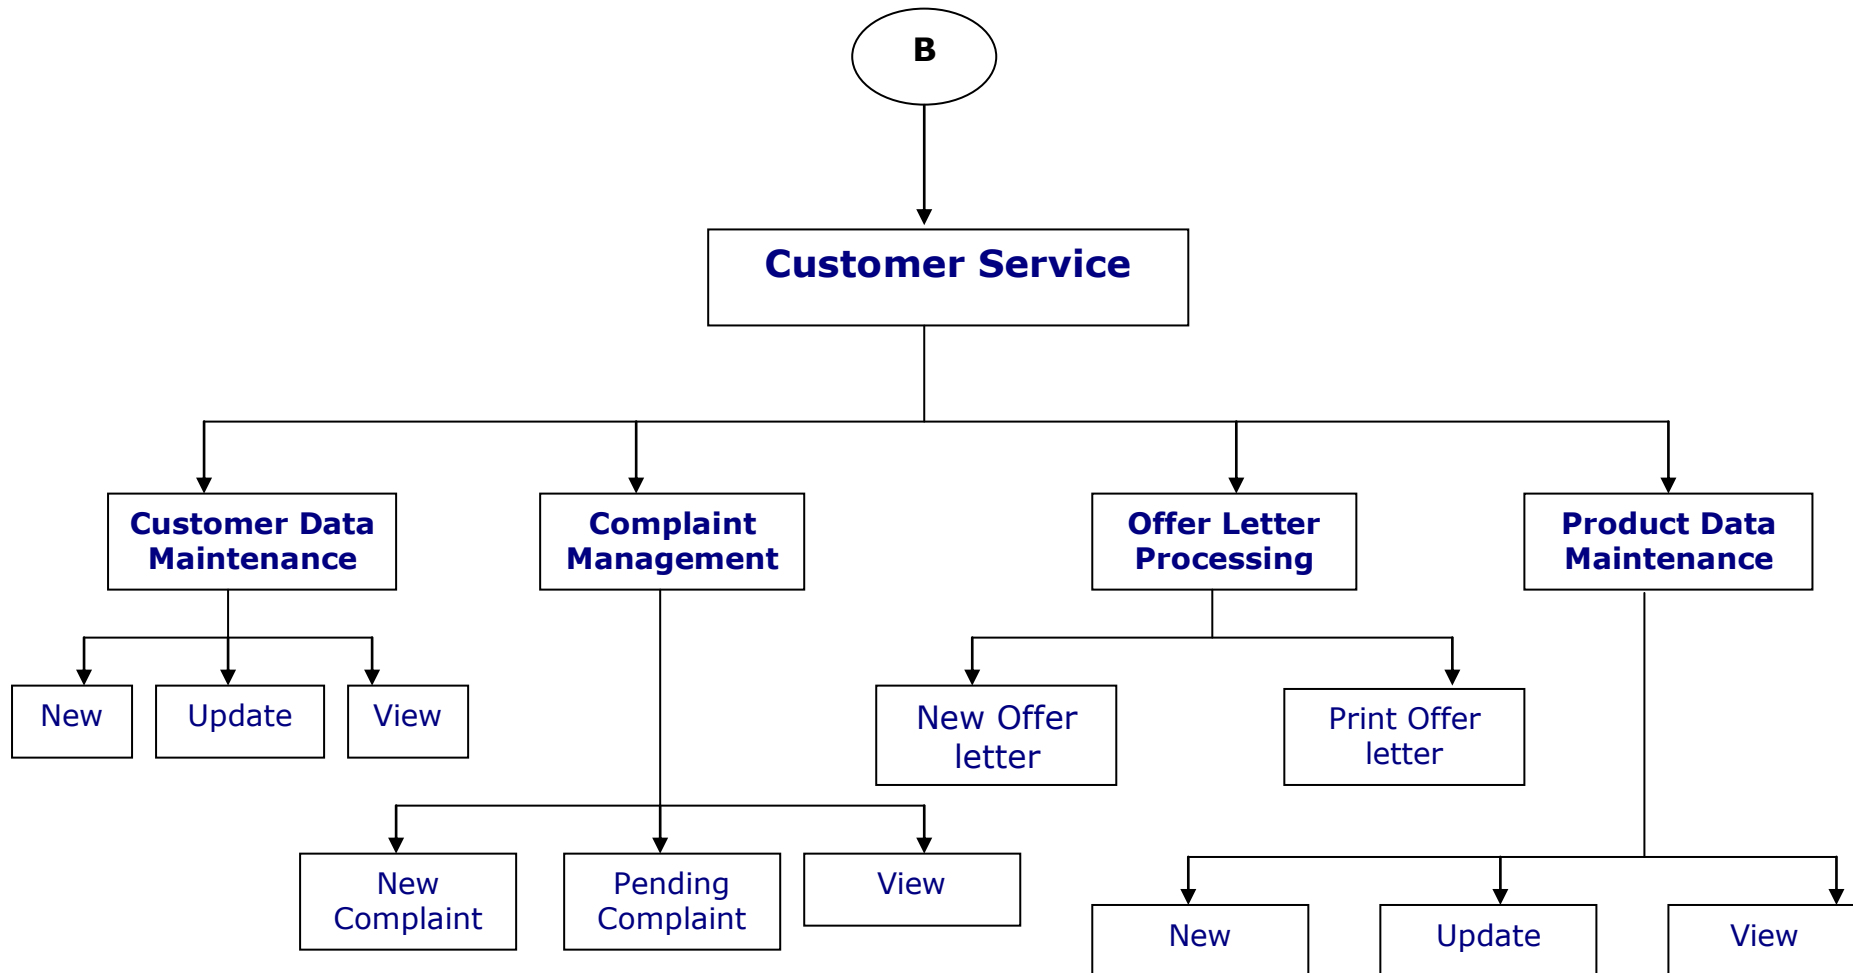 B
Customer Service
Customer Data
Maintenance
Complaint
Management
Offer Letter
Processing
Product Data
Maintenance
New
Update
View
New Offer
letter
Print Offer
letter
New
Complaint
Pending
Complaint
View
New
Update
View